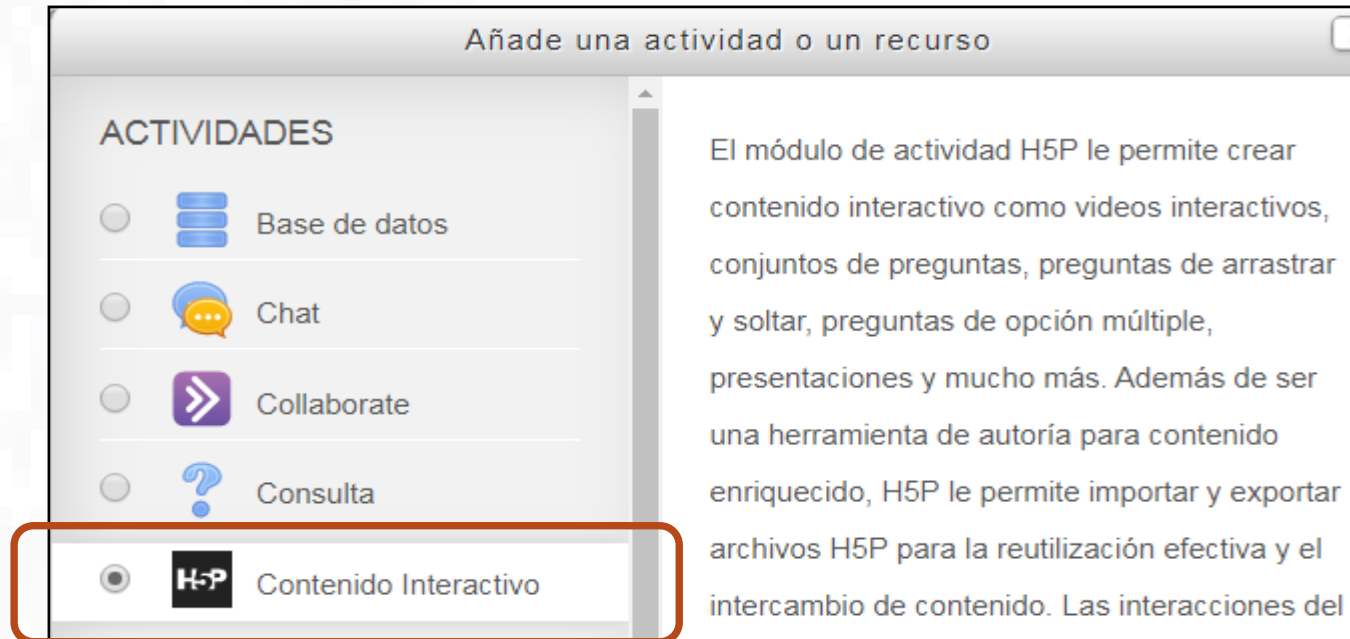 Añade una actividad o un recurso
ACTIVIDADES
Base de datos
Chat
Collaborate
Consulta
H5P
Contenido Interactivo
El módulo de actividad H5P le permite crear
contenido interactivo como videos interactivos,
conjuntos de preguntas, preguntas de arrastrar
y soltar, preguntas de opción múltiple,
presentaciones y mucho más. Además de ser
una herramienta de autoría para contenido
enriquecido, H5P le permite importar y exportar
archivos H5P para la reutilización efectiva y el
intercambio de contenido. Las interacciones del